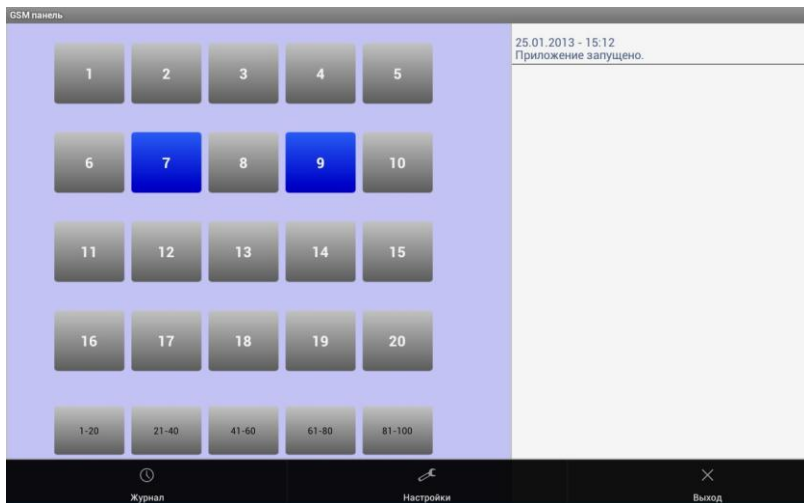 GSM панель
1 2 3 4 5
6 7 8 9 10
11 12 13 14 15
16 17 18 19 20
1-20 21-40 41-60 61-80 81-100
25.01.2013 - 15:12
Приложение запущено.
Журнал Настройки Выход